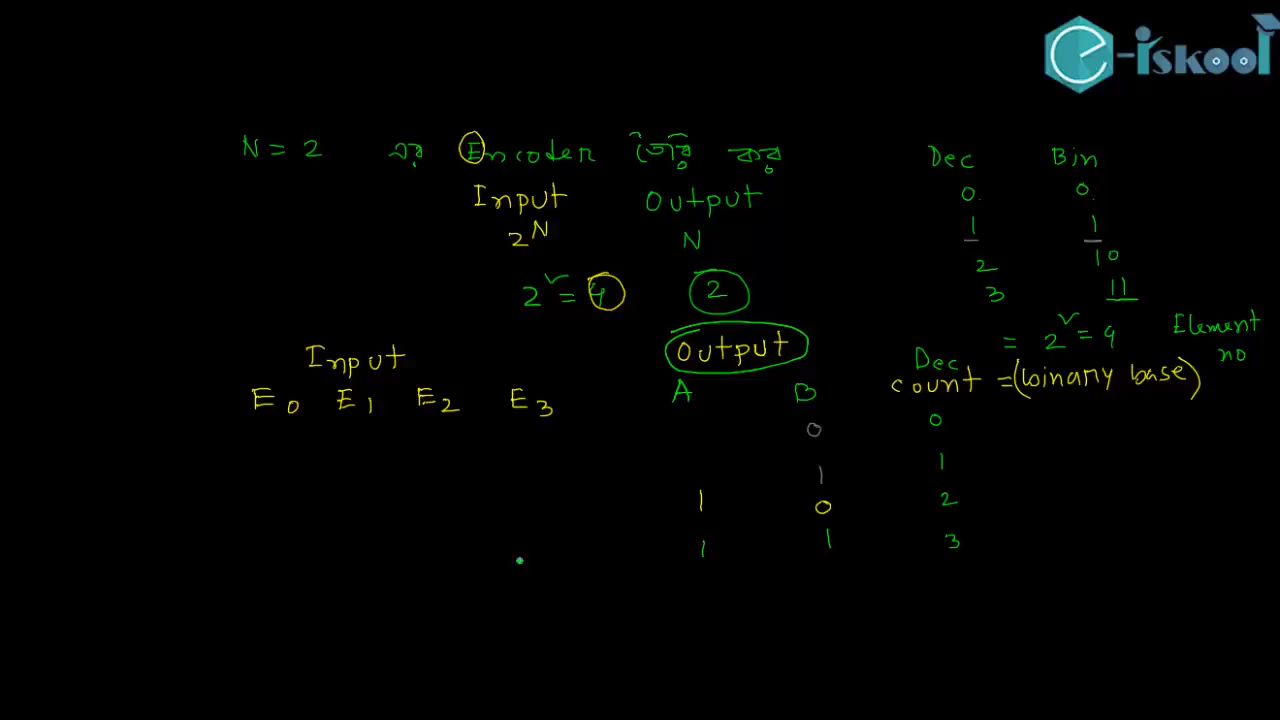 e-iskool
N = 2 এর Encoder তৈরি কর
Dec Bin
Input Output
0 0
2^N N
1 1
2 10
2^2 = 4 2
3 11
= 2^2 = 4 Element no
Input Output
Dec count = (binary base)
E0 E1 E2 E3 A B
0 0
1 1
1 0 2
1 1 3